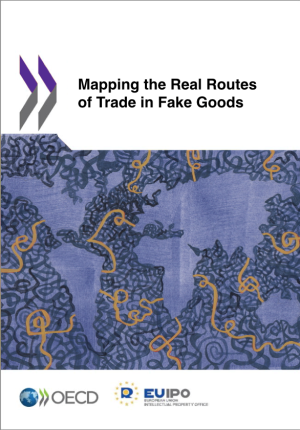 Mapping the Real Routes
of Trade in Fake Goods
OECD
EUIPO
EUROPEAN UNION
INTELLECTUAL PROPERTY OFFICE